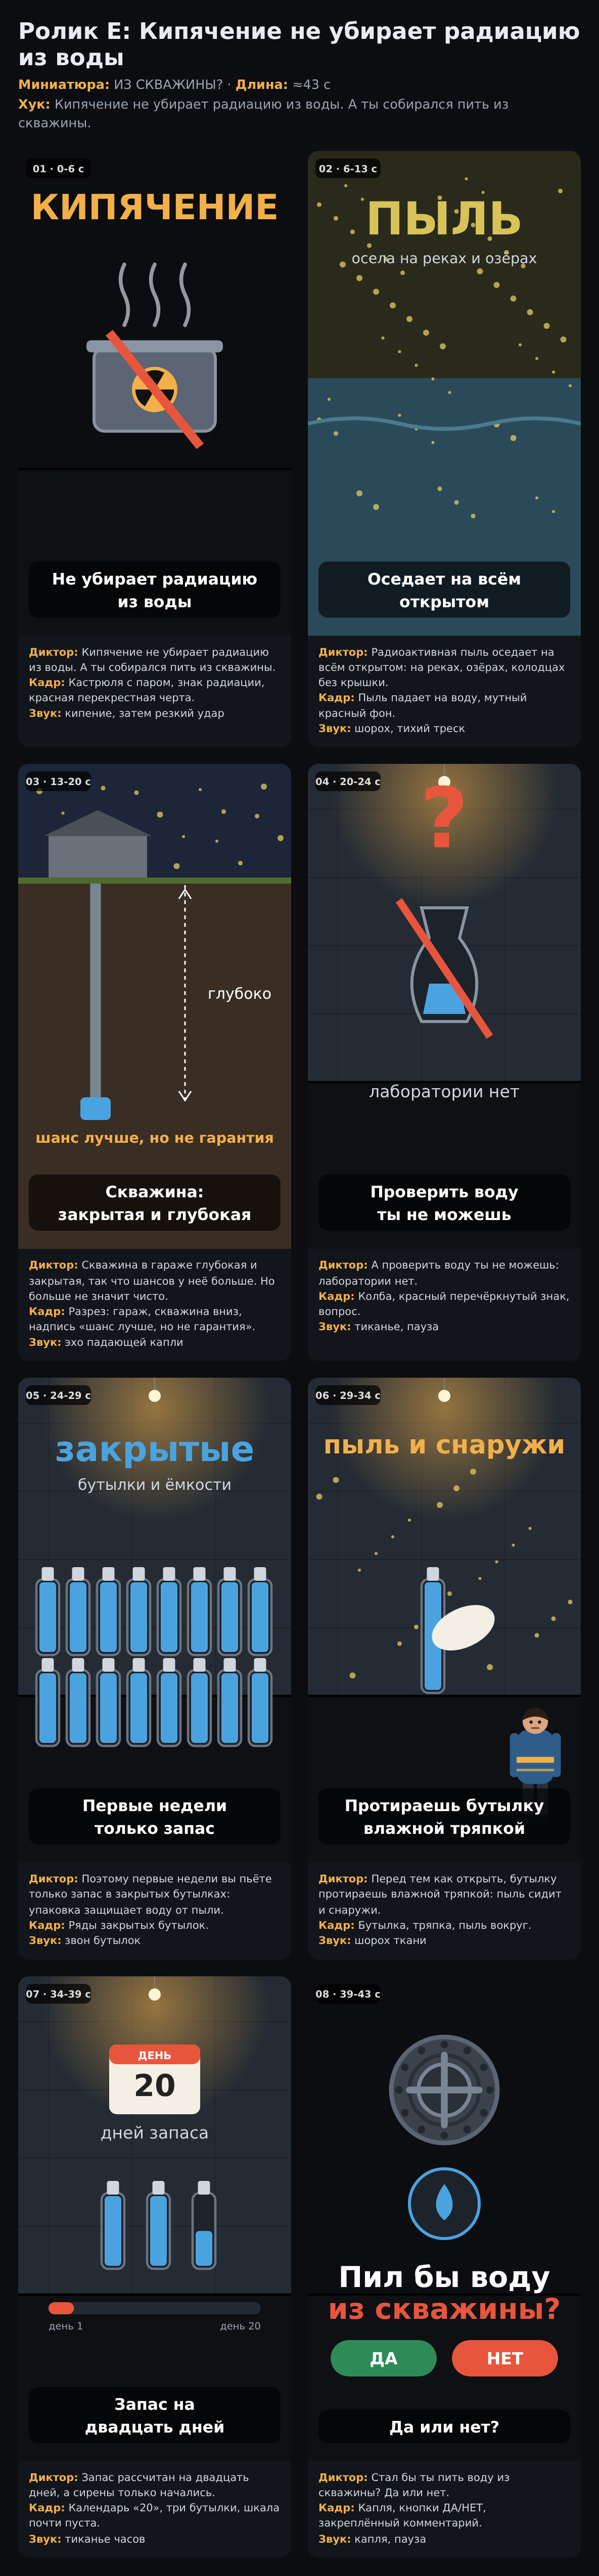 Ролик E: Кипячение не убирает радиацию
из воды
Миниатюра: ИЗ СКВАЖИНЫ? · Длина: ≈43 с
Хук: Кипячение не убирает радиацию из воды. А ты собирался пить из
скважины.
01 · 0-6 с
КИПЯЧЕНИЕ
Не убирает радиацию
из воды
Диктор: Кипячение не убирает радиацию
из воды. А ты собирался пить из скважины.
Кадр: Кастрюля с паром, знак радиации,
красная перекрестная черта.
Звук: кипение, затем резкий удар
02 · 6-13 с
ПЫЛЬ
осела на реках и озёрах
Оседает на всём
открытом
Диктор: Радиоактивная пыль оседает на
всём открытом: на реках, озёрах, колодцах
без крышки.
Кадр: Пыль падает на воду, мутный
красный фон.
Звук: шорох, тихий треск
03 · 13-20 с
глубоко
шанс лучше, но не гарантия
Скважина:
закрытая и глубокая
Диктор: Скважина в гараже глубокая и
закрытая, так что шансов у неё больше. Но
больше не значит чисто.
Кадр: Разрез: гараж, скважина вниз,
надпись «шанс лучше, но не гарантия».
Звук: эхо падающей капли
04 · 20-24 с
?
лаборатории нет
Проверить воду
ты не можешь
Диктор: А проверить воду ты не можешь:
лаборатории нет.
Кадр: Колба, красный перечёркнутый знак,
вопрос.
Звук: тиканье, пауза
05 · 24-29 с
закрытые
бутылки и ёмкости
Первые недели
только запас
Диктор: Поэтому первые недели вы пьёте
только запас в закрытых бутылках:
упаковка защищает воду от пыли.
Кадр: Ряды закрытых бутылок.
Звук: звон бутылок
06 · 29-34 с
пыль и снаружи
Протираешь бутылку
влажной тряпкой
Диктор: Перед тем как открыть, бутылку
протираешь влажной тряпкой: пыль сидит
и снаружи.
Кадр: Бутылка, тряпка, пыль вокруг.
Звук: шорох ткани
07 · 34-39 с
ДЕНЬ
20
дней запаса
день 1
день 20
Запас на
двадцать дней
Диктор: Запас рассчитан на двадцать
дней, а сирены только начались.
Кадр: Календарь «20», три бутылки, шкала
почти пуста.
Звук: тиканье часов
08 · 39-43 с
Пил бы воду
из скважины?
ДА
НЕТ
Да или нет?
Диктор: Стал бы ты пить воду из
скважины? Да или нет.
Кадр: Капля, кнопки ДА/НЕТ,
закреплённый комментарий.
Звук: капля, пауза